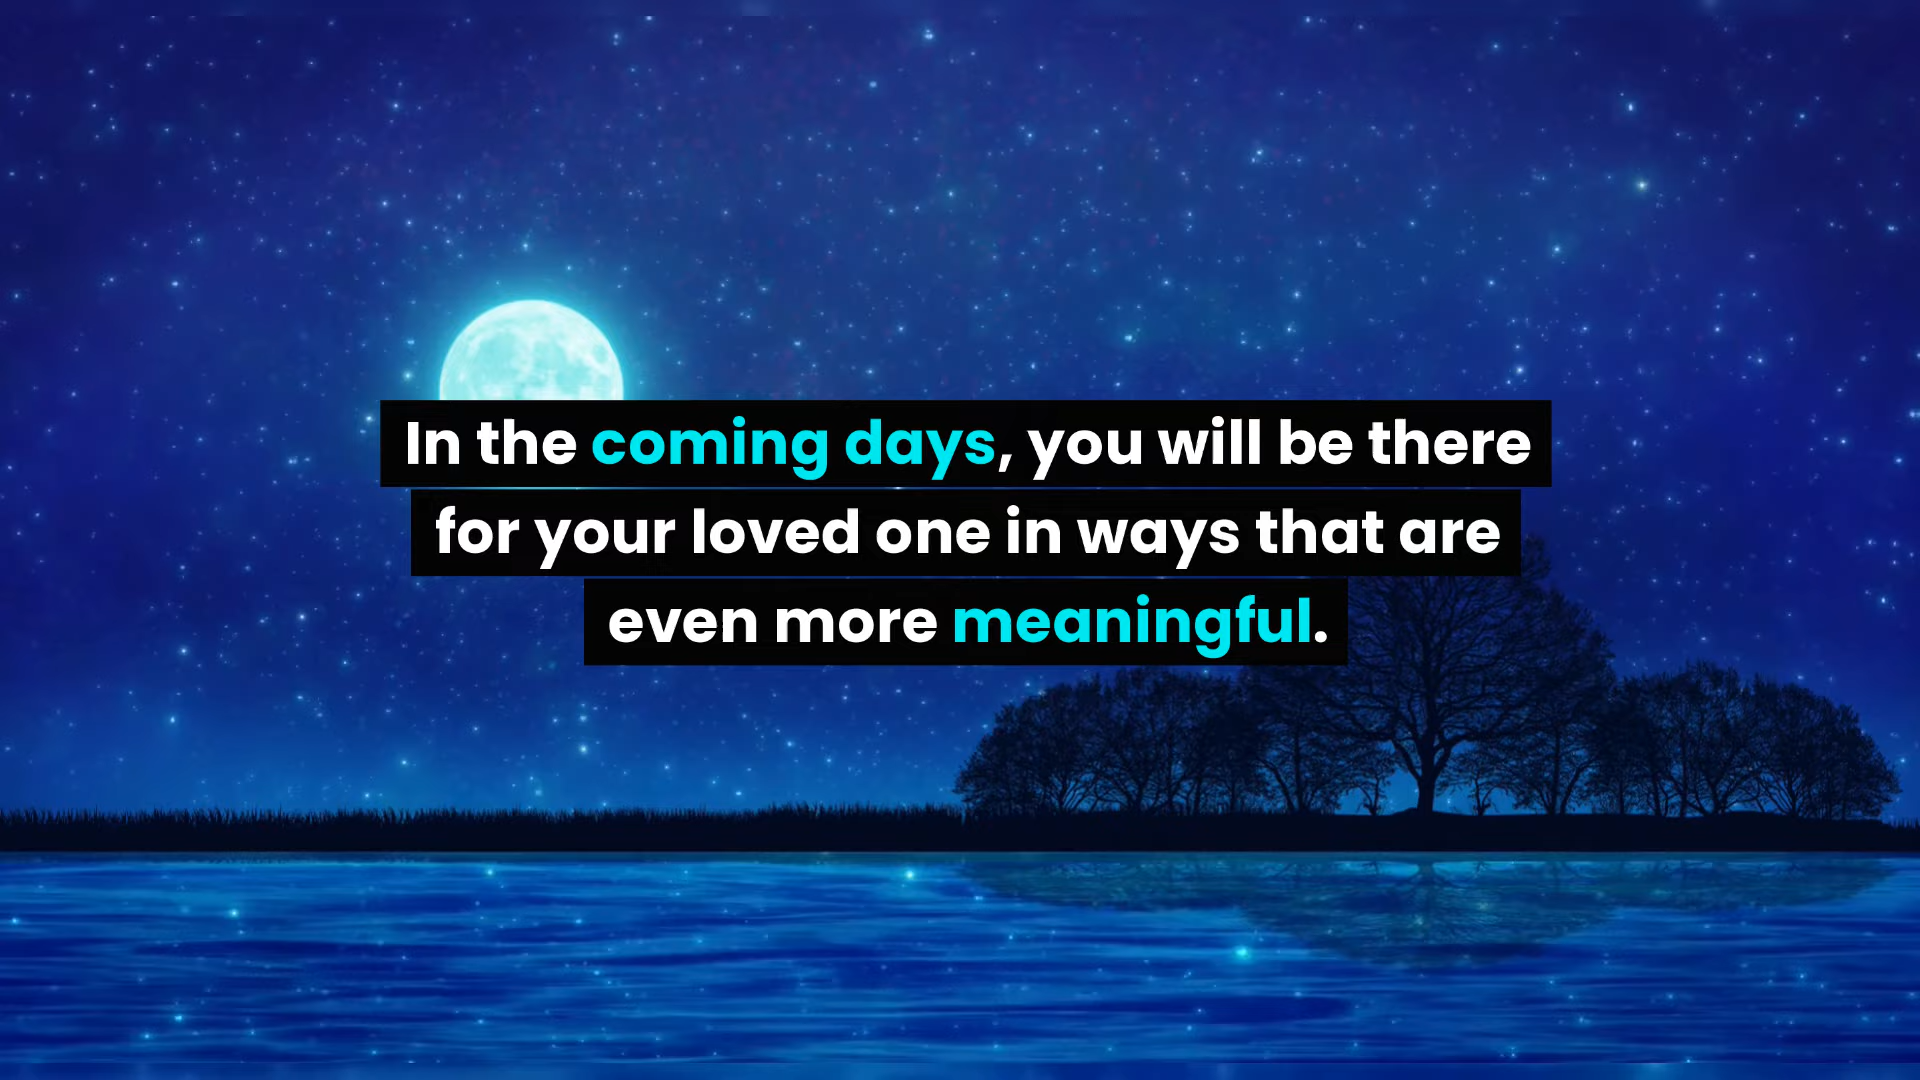 In the coming days, you will be there
for your loved one in ways that are
even more meaningful.